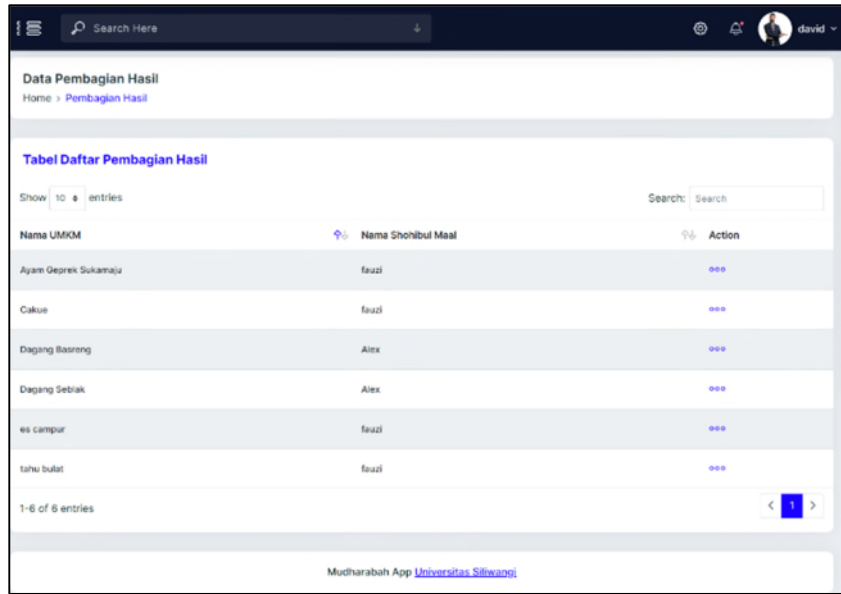 Search Here
david
Data Pembagian Hasil
Home > Pembagian Hasil
Tabel Daftar Pembagian Hasil
Show 10 entries Search: Search
Nama UMKM Nama Shohibul Maal Action
Ayam Geprek Sukamaju fauzi
Cakue fauzi
Dagang Basreng Alex
Dagang Seblak Alex
es campur fauzi
tahu bulat fauzi
1-6 of 6 entries < 1 >
Mudharabah App Universitas Siliwangi